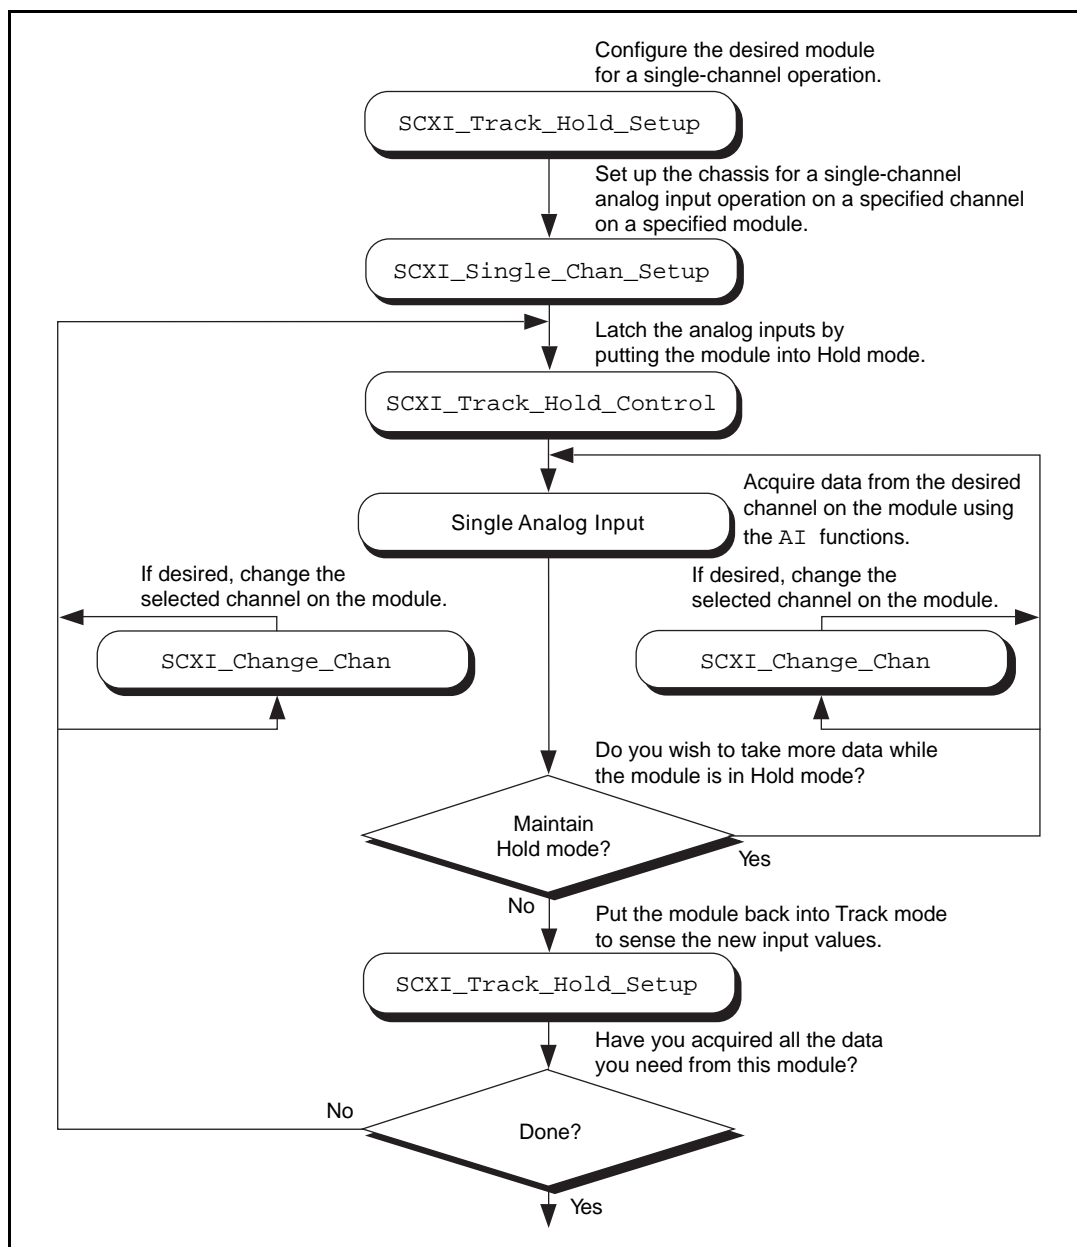 Configure the desired module
for a single-channel operation.
SCXI_Track_Hold_Setup
Set up the chassis for a single-channel
analog input operation on a specified channel
on a specified module.
SCXI_Single_Chan_Setup
Latch the analog inputs by
putting the module into Hold mode.
SCXI_Track_Hold_Control
Acquire data from the desired
channel on the module using
the AI functions.
Single Analog Input
If desired, change the
selected channel on the module.
SCXI_Change_Chan
If desired, change the
selected channel on the module.
SCXI_Change_Chan
Do you wish to take more data while
the module is in Hold mode?
Maintain
Hold mode?
Yes
No
Put the module back into Track mode
to sense the new input values.
SCXI_Track_Hold_Setup
Have you acquired all the data
you need from this module?
No
Done?
Yes